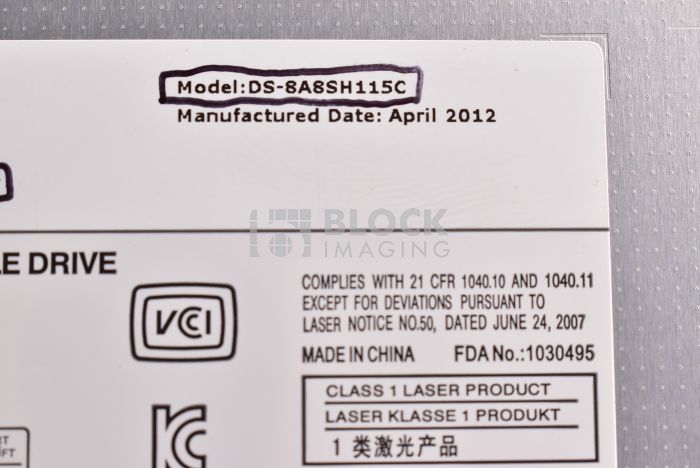 Model:DS-8A8SH115C
Manufactured Date: April 2012
BLOCK
IMAGING
E DRIVE
VCCI
COMPLIES WITH 21 CFR 1040.10 AND 1040.11
EXCEPT FOR DEVIATIONS PURSUANT TO
LASER NOTICE NO.50, DATED JUNE 24, 2007
MADE IN CHINA FDA No.:1030495
CLASS 1 LASER PRODUCT
LASER KLASSE 1 PRODUKT
1 类激光产品